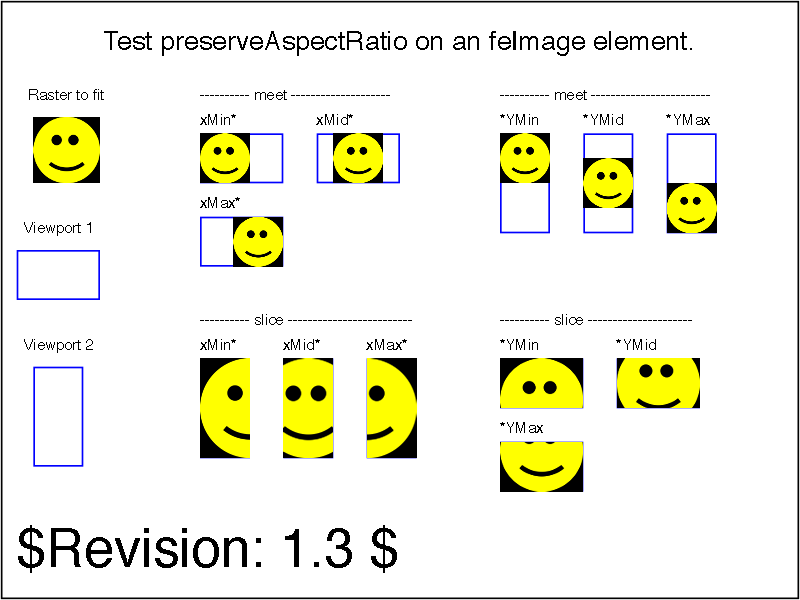 Test preserveAspectRatio on an feImage element.
Raster to fit
---------- meet --------------------
---------- meet ------------------------
xMin*
xMid*
*YMin
*YMid
*YMax
xMax*
Viewport 1
---------- slice -------------------------
---------- slice ---------------------
Viewport 2
xMin*
xMid*
xMax*
*YMin
*YMid
*YMax
$Revision: 1.3 $